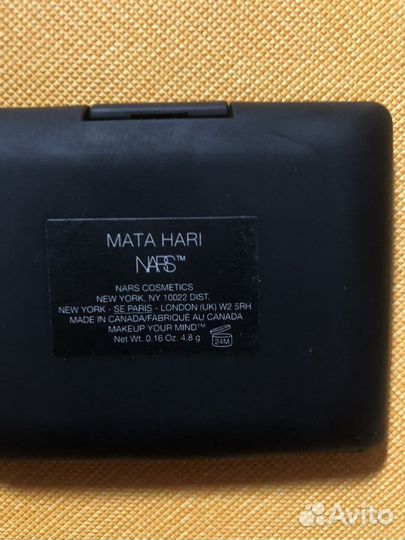 MATA HARI
NARS™
NARS COSMETICS
NEW YORK, NY 10022 DIST.
NEW YORK - SE PARIS - LONDON (UK) W2 5RH
MADE IN CANADA/FABRIQUÉ AU CANADA
MAKEUP YOUR MIND™
Net Wt. 0.16 Oz. 4.8 g
24M
Avito